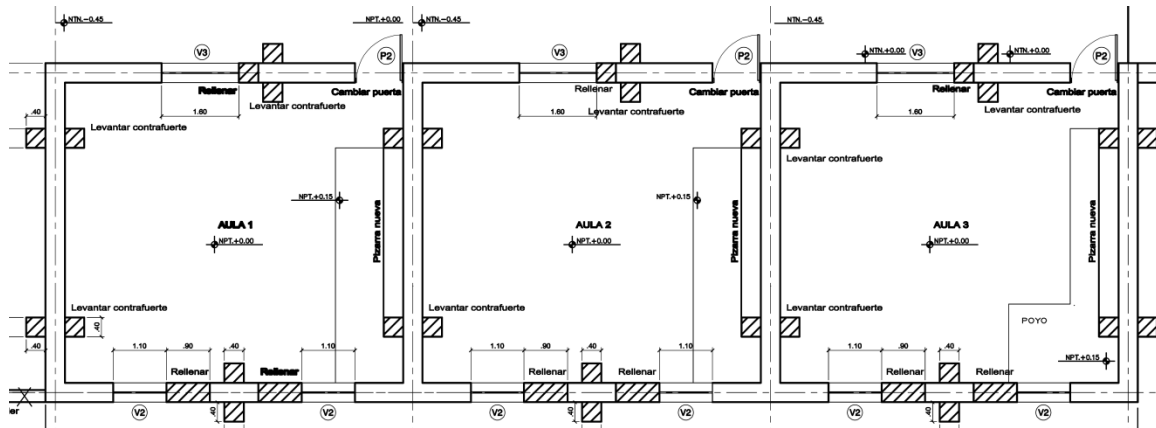 NTN.-0.45
NPT.+0.00
NTN.-0.45
NTN.-0.45
V3
P2
V3
P2
NTN.+0.00
V3
NTN.+0.00
P2
Rellenar
Cambiar puerta
Rellenar
Cambiar puerta
Rellenar
Cambiar puerta
.40
1.60
Levantar contrafuerte
1.60
Levantar contrafuerte
1.60
Levantar contrafuerte
Levantar contrafuerte
Levantar contrafuerte
NPT.+0.15
NPT.+0.15
AULA 1
Pizarra nueva
AULA 2
Pizarra nueva
AULA 3
Pizarra nueva
NPT.+0.00
NPT.+0.00
NPT.+0.00
Levantar contrafuerte
Levantar contrafuerte
Levantar contrafuerte
.40
POYO
.40
1.10
.90
.40
1.10
1.10
.90
.40
1.10
1.10
.90
.40
NPT.+0.15
Rellenar
Rellenar
Rellenar
Rellenar
Rellenar
Rellenar
V2
.40
V2
V2
.40
V2
V2
.40
V2